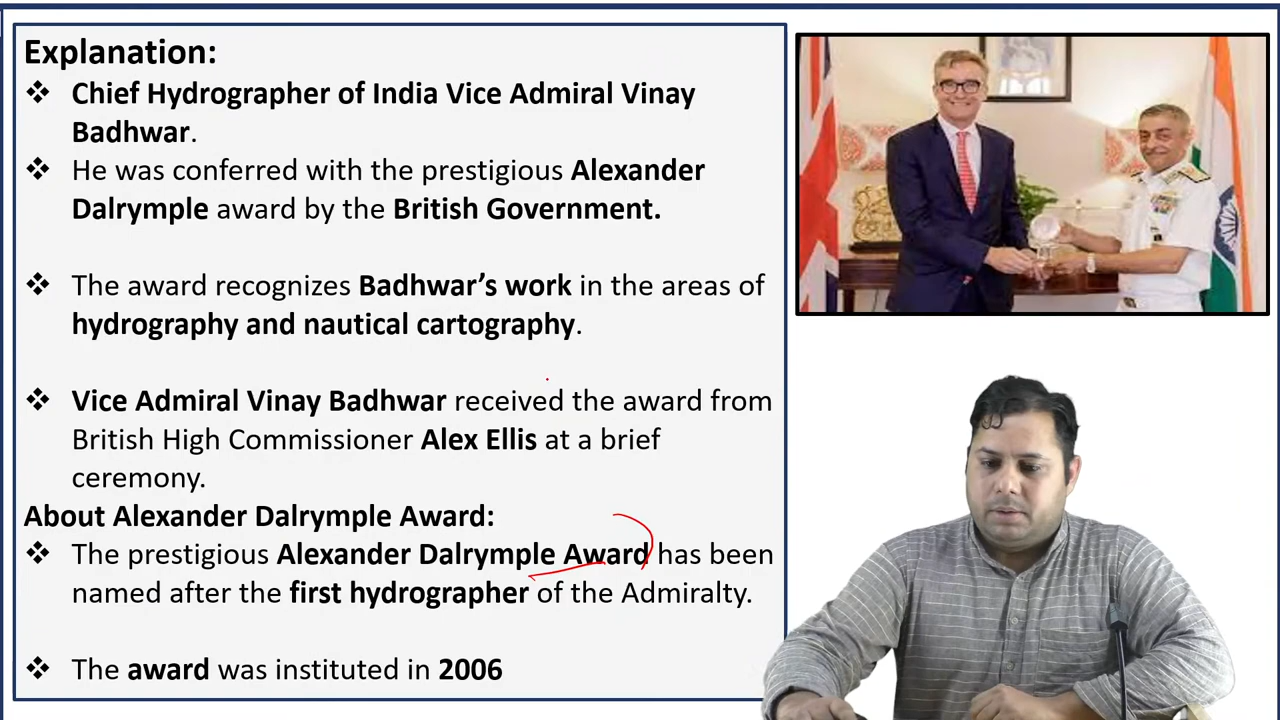 Explanation:
❖ Chief Hydrographer of India Vice Admiral Vinay
Badhwar.
❖ He was conferred with the prestigious Alexander
Dalrymple award by the British Government.
❖ The award recognizes Badhwar’s work in the areas of
hydrography and nautical cartography.
❖ Vice Admiral Vinay Badhwar received the award from
British High Commissioner Alex Ellis at a brief
ceremony.
About Alexander Dalrymple Award:
❖ The prestigious Alexander Dalrymple Award has been
named after the first hydrographer of the Admiralty.
❖ The award was instituted in 2006